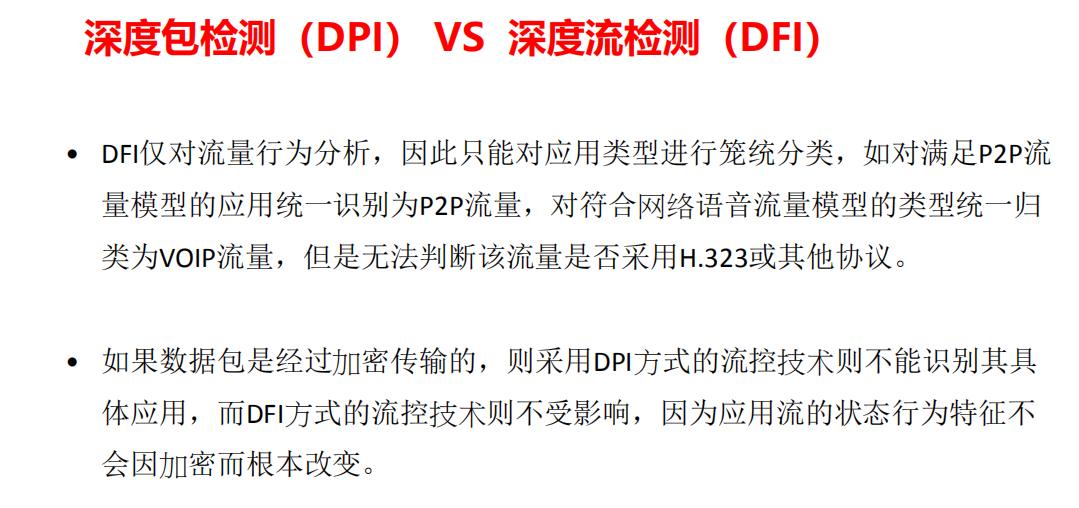 深度包检测（DPI） VS 深度流检测（DFI）
• DFI仅对流量行为分析，因此只能对应用类型进行笼统分类，如对满足P2P流
量模型的应用统一识别为P2P流量，对符合网络语音流量模型的类型统一归
类为VOIP流量，但是无法判断该流量是否采用H.323或其他协议。
• 如果数据包是经过加密传输的，则采用DPI方式的流控技术则不能识别其具
体应用，而DFI方式的流控技术则不受影响，因为应用流的状态行为特征不
会因加密而根本改变。